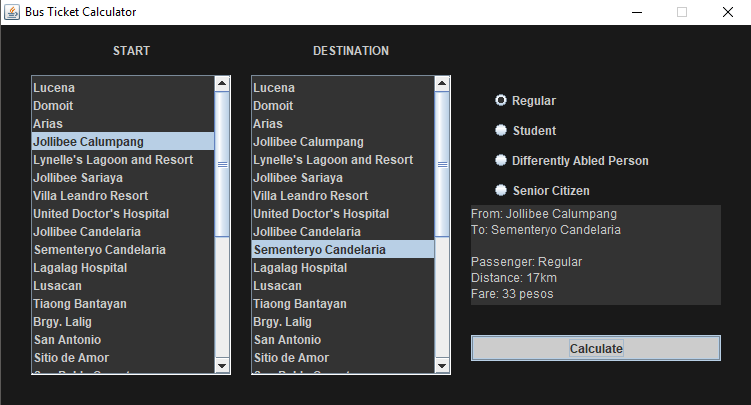 Bus Ticket Calculator
START
DESTINATION
Lucena
Domoit
Arias
Jollibee Calumpang
Lynelle's Lagoon and Resort
Jollibee Sariaya
Villa Leandro Resort
United Doctor's Hospital
Jollibee Candelaria
Sementeryo Candelaria
Lagalag Hospital
Lusacan
Tiaong Bantayan
Brgy. Lalig
San Antonio
Sitio de Amor
Lucena
Domoit
Arias
Jollibee Calumpang
Lynelle's Lagoon and Resort
Jollibee Sariaya
Villa Leandro Resort
United Doctor's Hospital
Jollibee Candelaria
Sementeryo Candelaria
Lagalag Hospital
Lusacan
Tiaong Bantayan
Brgy. Lalig
San Antonio
Sitio de Amor
Regular
Student
Differently Abled Person
Senior Citizen
From: Jollibee Calumpang
To: Sementeryo Candelaria
Passenger: Regular
Distance: 17km
Fare: 33 pesos
Calculate